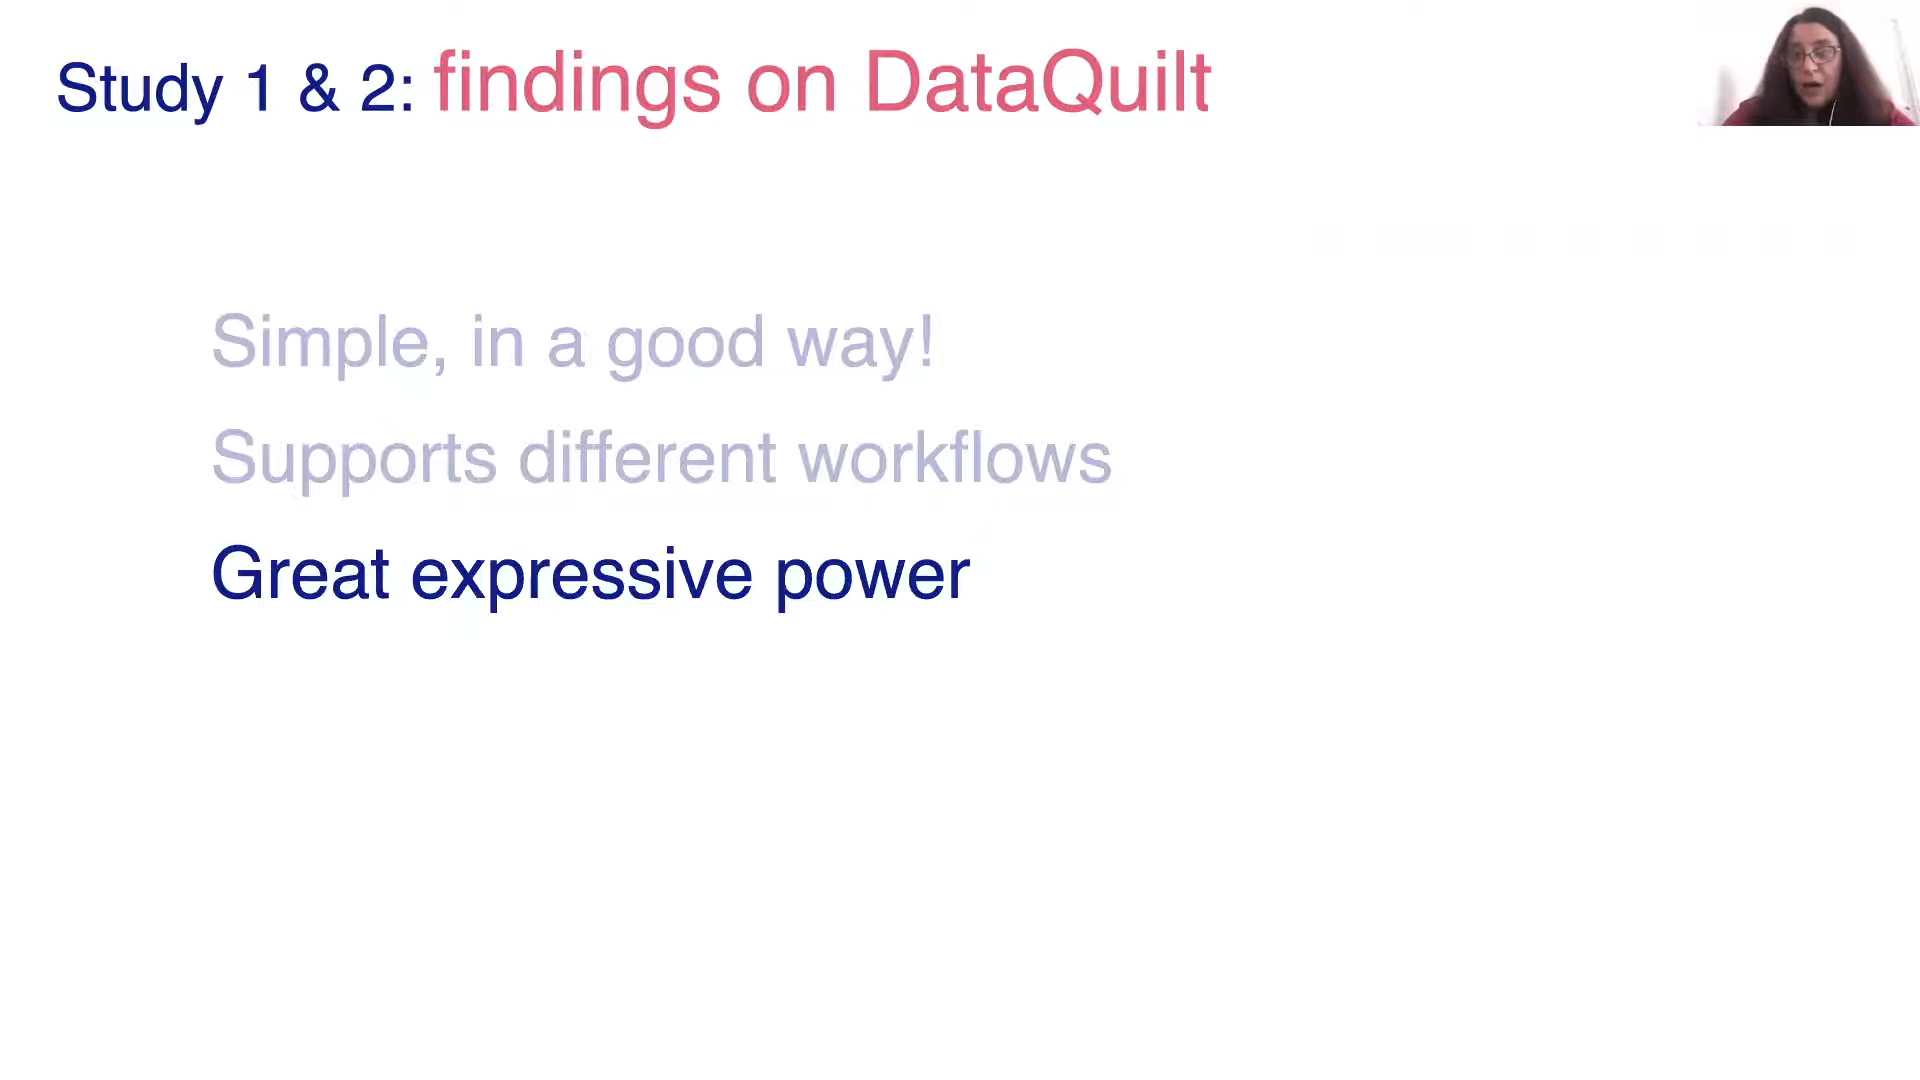 Study 1 & 2: findings on DataQuilt
Simple, in a good way!
Supports different workflows
Great expressive power